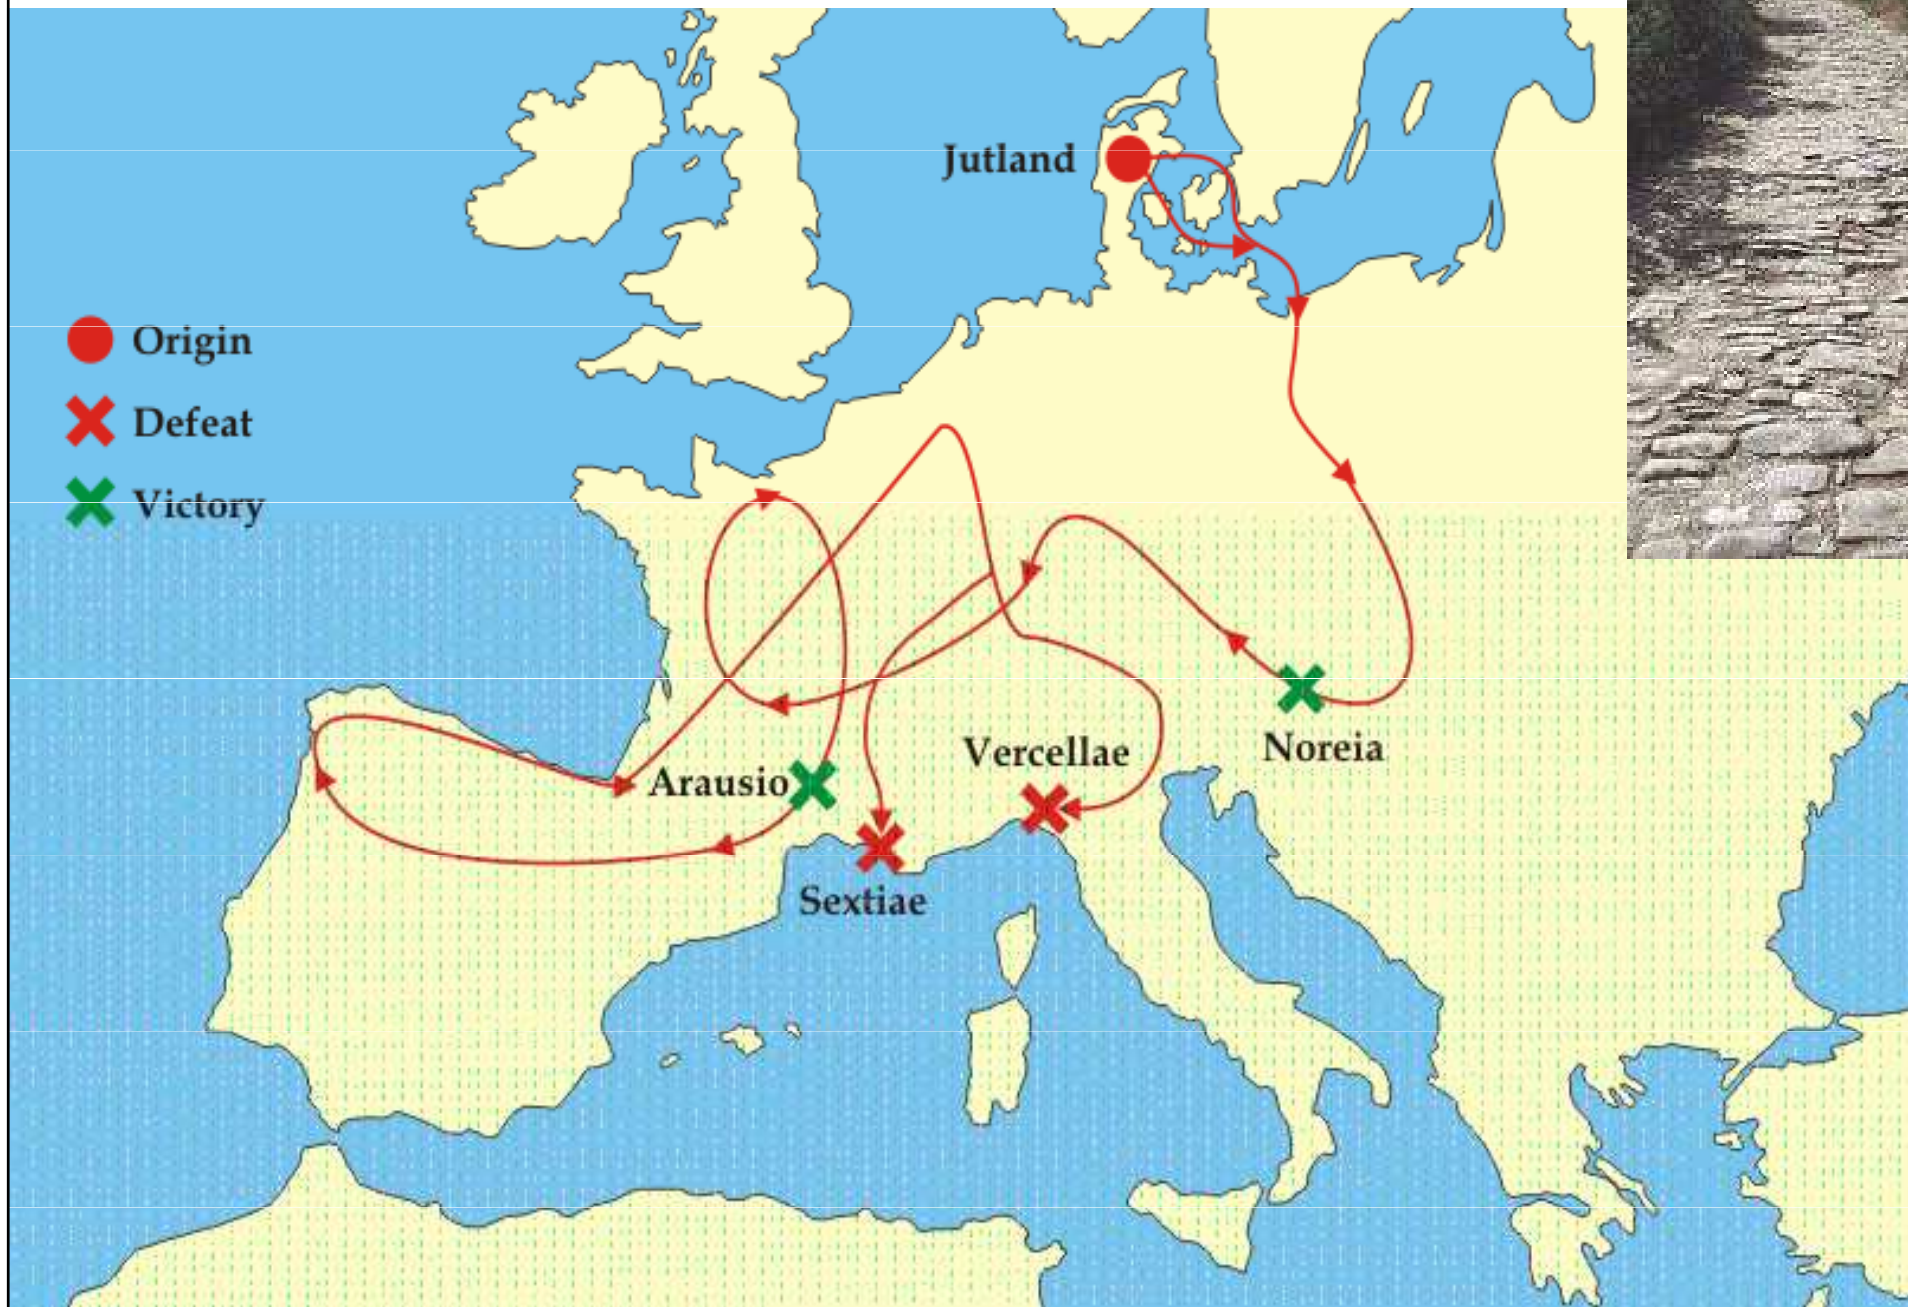 Jutland
Origin
Defeat
Victory
Vercellae
Noreia
Arausio
Sextiae